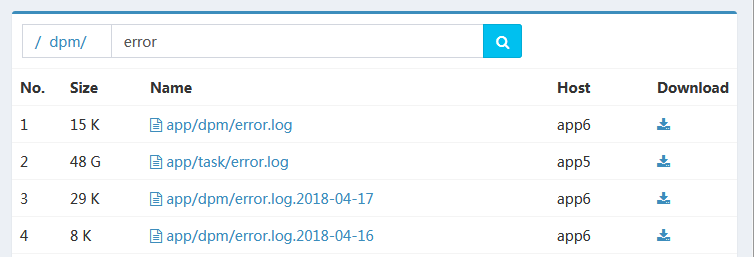 / dpm/ error
No. Size Name Host Download
1 15 K app/dpm/error.log app6
2 48 G app/task/error.log app5
3 29 K app/dpm/error.log.2018-04-17 app6
4 8 K app/dpm/error.log.2018-04-16 app6